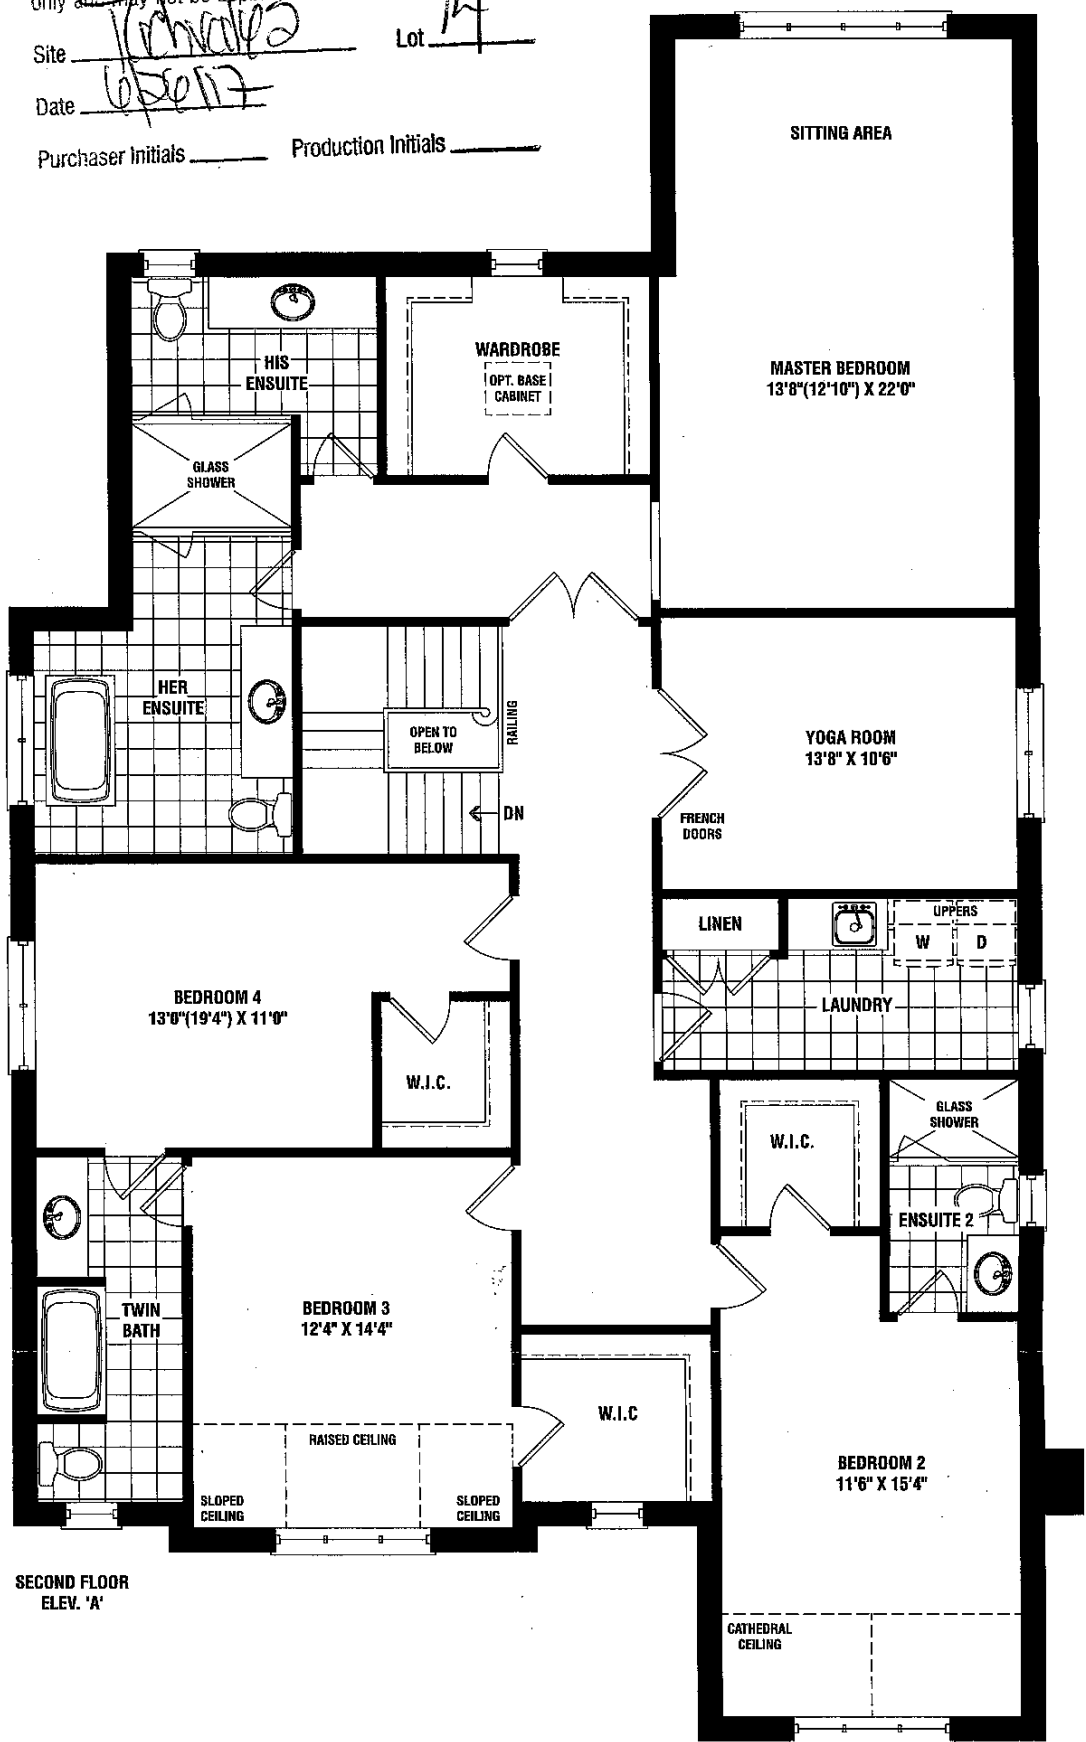 Site
Lot 14
Date 6/26/17
Purchaser Initials
Production Initials
SITTING AREA
MASTER BEDROOM
13'8"(12'10") X 22'0"
HIS
ENSUITE
WARDROBE
OPT. BASE
CABINET
GLASS
SHOWER
HER
ENSUITE
OPEN TO
BELOW
RAILING
DN
YOGA ROOM
13'8" X 10'6"
FRENCH
DOORS
LINEN
UPPERS
W D
LAUNDRY
BEDROOM 4
13'0"(19'4") X 11'0"
W.I.C.
W.I.C.
GLASS
SHOWER
ENSUITE 2
TWIN
BATH
BEDROOM 3
12'4" X 14'4"
RAISED CEILING
SLOPED
CEILING
SLOPED
CEILING
W.I.C
BEDROOM 2
11'6" X 15'4"
CATHEDRAL
CEILING
SECOND FLOOR
ELEV. 'A'